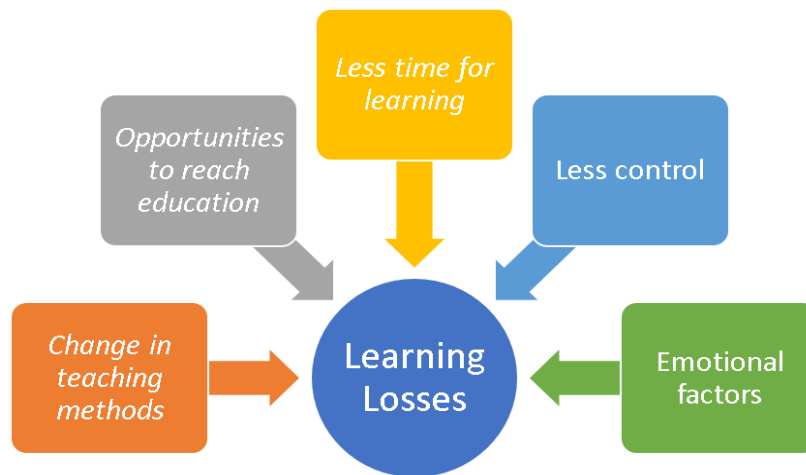 Less time for
learning
Opportunities
to reach
education
Less control
Change in
teaching
methods
Learning
Losses
Emotional
factors